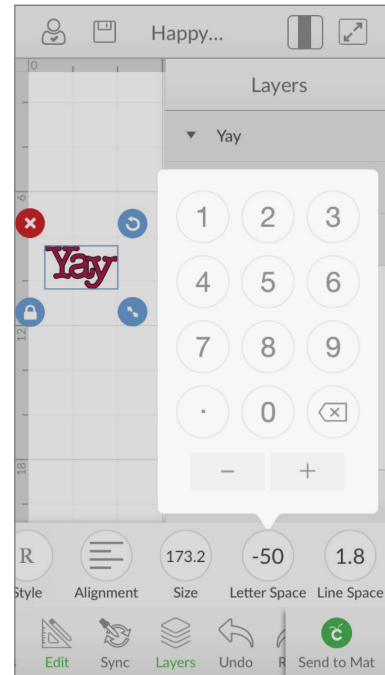 Happy...
0
Layers
Yay
6
Yay
1 2 3
4 5 6
7 8 9
. 0
12
− +
18
R 173.2 -50 1.8
Style Alignment Size Letter Space Line Space
Edit Sync Layers Undo R Send to Mat